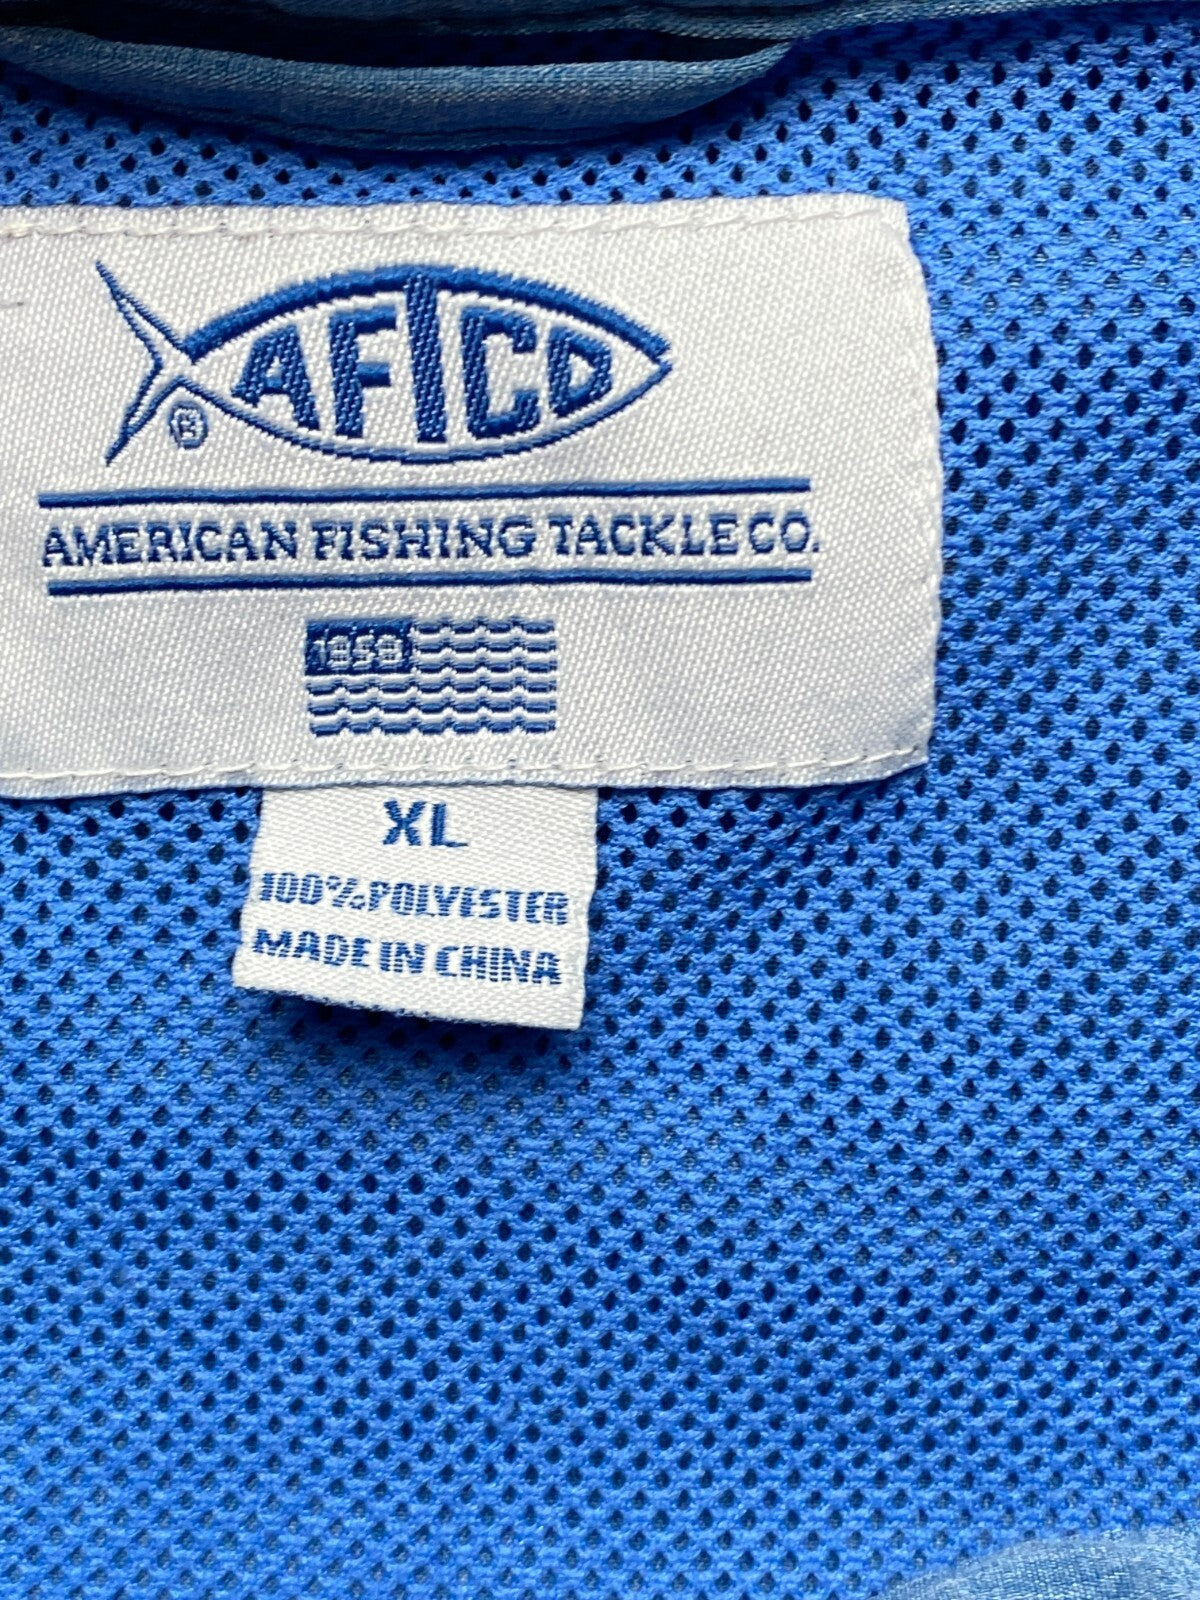 AFTCO
®
AMERICAN FISHING TACKLE CO.
1958
XL
100% POLYESTER
MADE IN CHINA